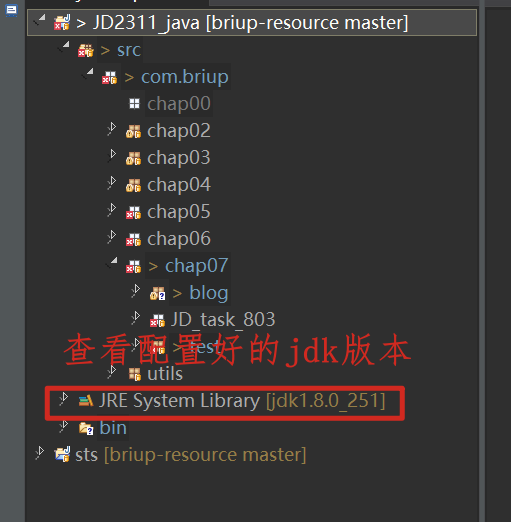 > JD2311_java [briup-resource master]
> src
> com.briup
chap00
chap02
chap03
chap04
chap05
chap06
> chap07
> blog
JD_task_803
> test
查看配置好的jdk版本
utils
JRE System Library [jdk1.8.0_251]
bin
sts [briup-resource master]